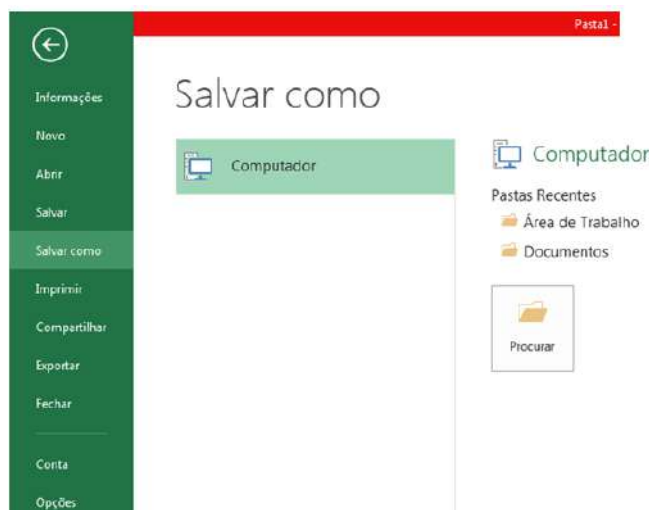 Pasta1 -
Informações
Novo
Abrir
Salvar
Salvar como
Imprimir
Compartilhar
Exportar
Fechar
Conta
Opções
Salvar como
Computador
Computador
Pastas Recentes
Área de Trabalho
Documentos
Procurar